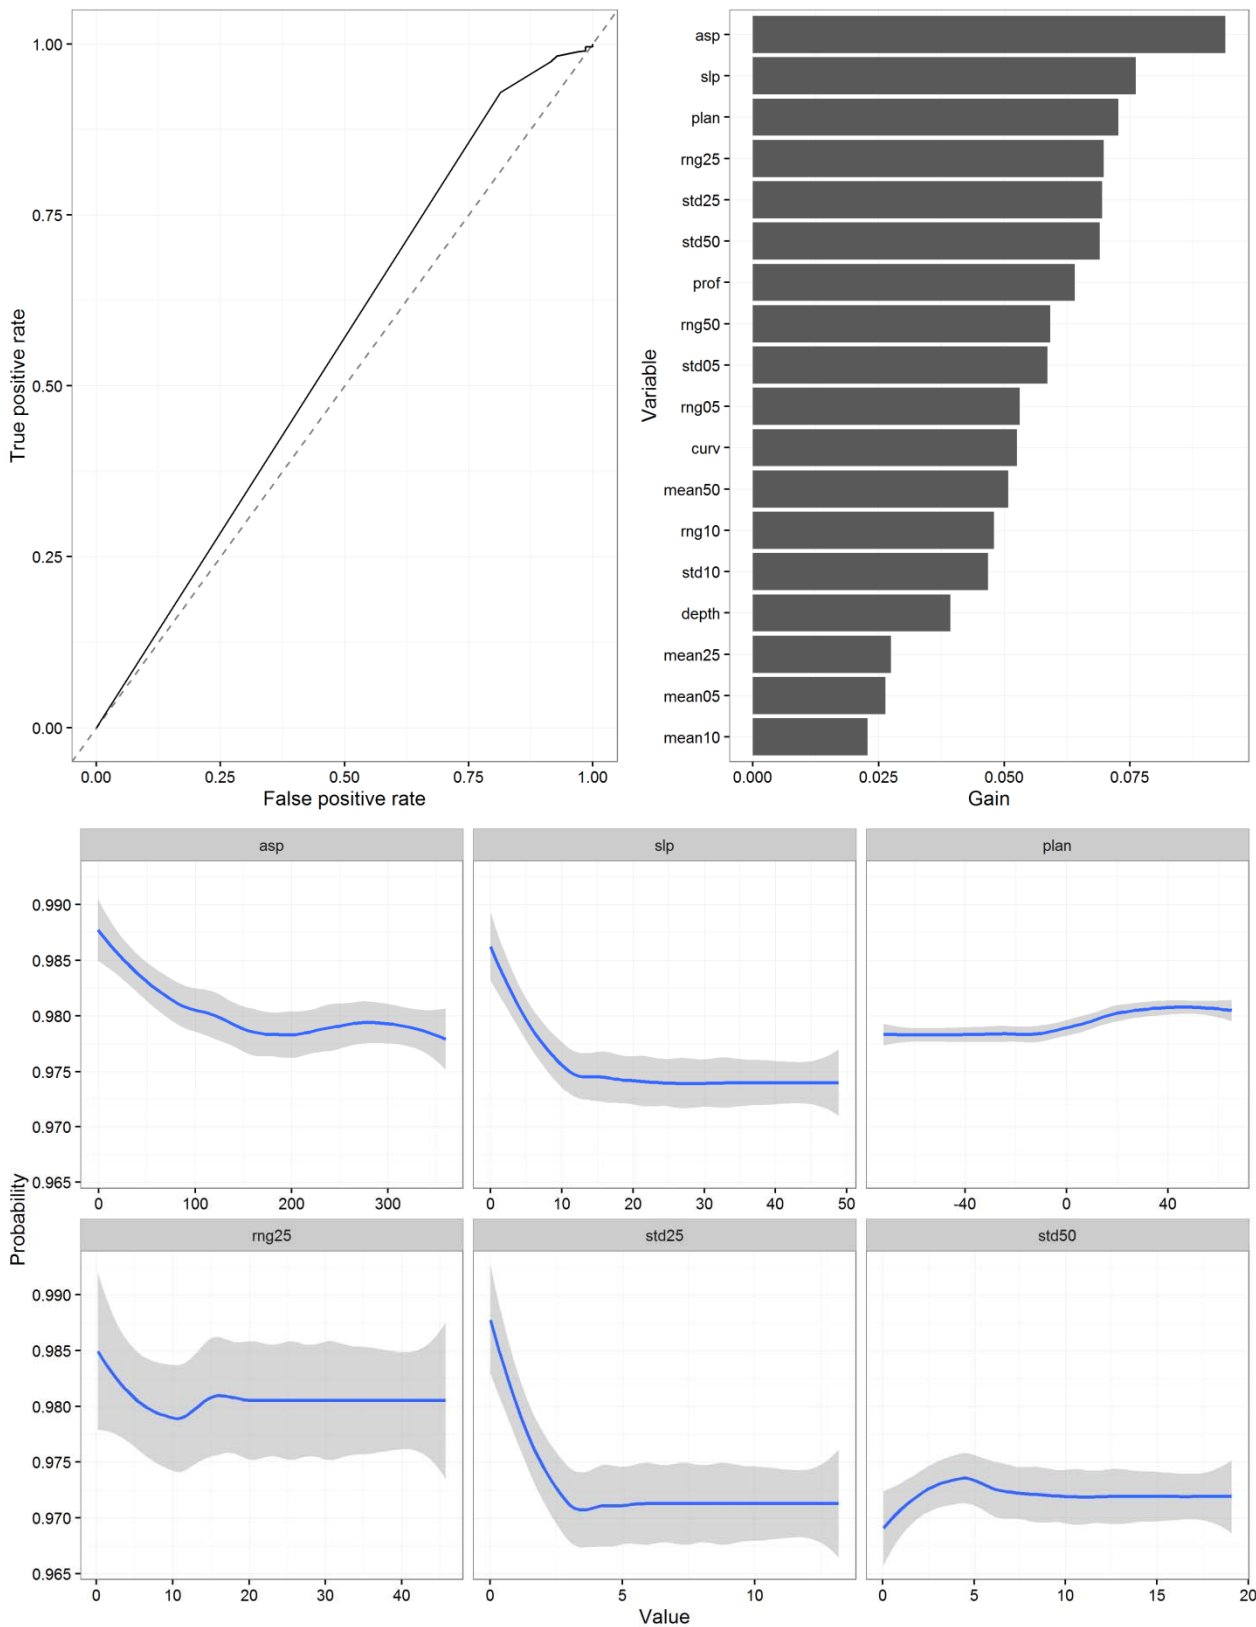 1.00
0.75
0.50
0.25
0.00
True positive rate
0.00 0.25 0.50 0.75 1.00
False positive rate
asp
slp
plan
rng25
std25
std50
prof
rng50
std05
rng05
curv
mean50
rng10
std10
depth
mean25
mean05
mean10
Variable
0.000 0.025 0.050 0.075
Gain
asp slp plan
0.990
0.985
0.980
0.975
0.970
0.965
0 100 200 300
0 10 20 30 40 50
-40 0 40
Probability
rng25 std25 std50
0.990
0.985
0.980
0.975
0.970
0.965
0 10 20 30 40
0 5 10
0 5 10 15 20
Value